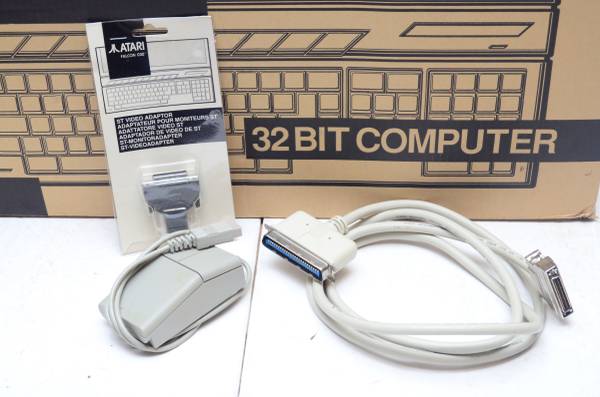 ATARI
FALCON 030
ST VIDEO ADAPTOR
ADAPTATEUR POUR MONITEURS ST
ADATTATORE VIDEO ST
ADAPTADOR DE VIDEO DE ST
ST-MONITORADAPTER
ST-VIDEOADAPTER
32 BIT COMPUTER